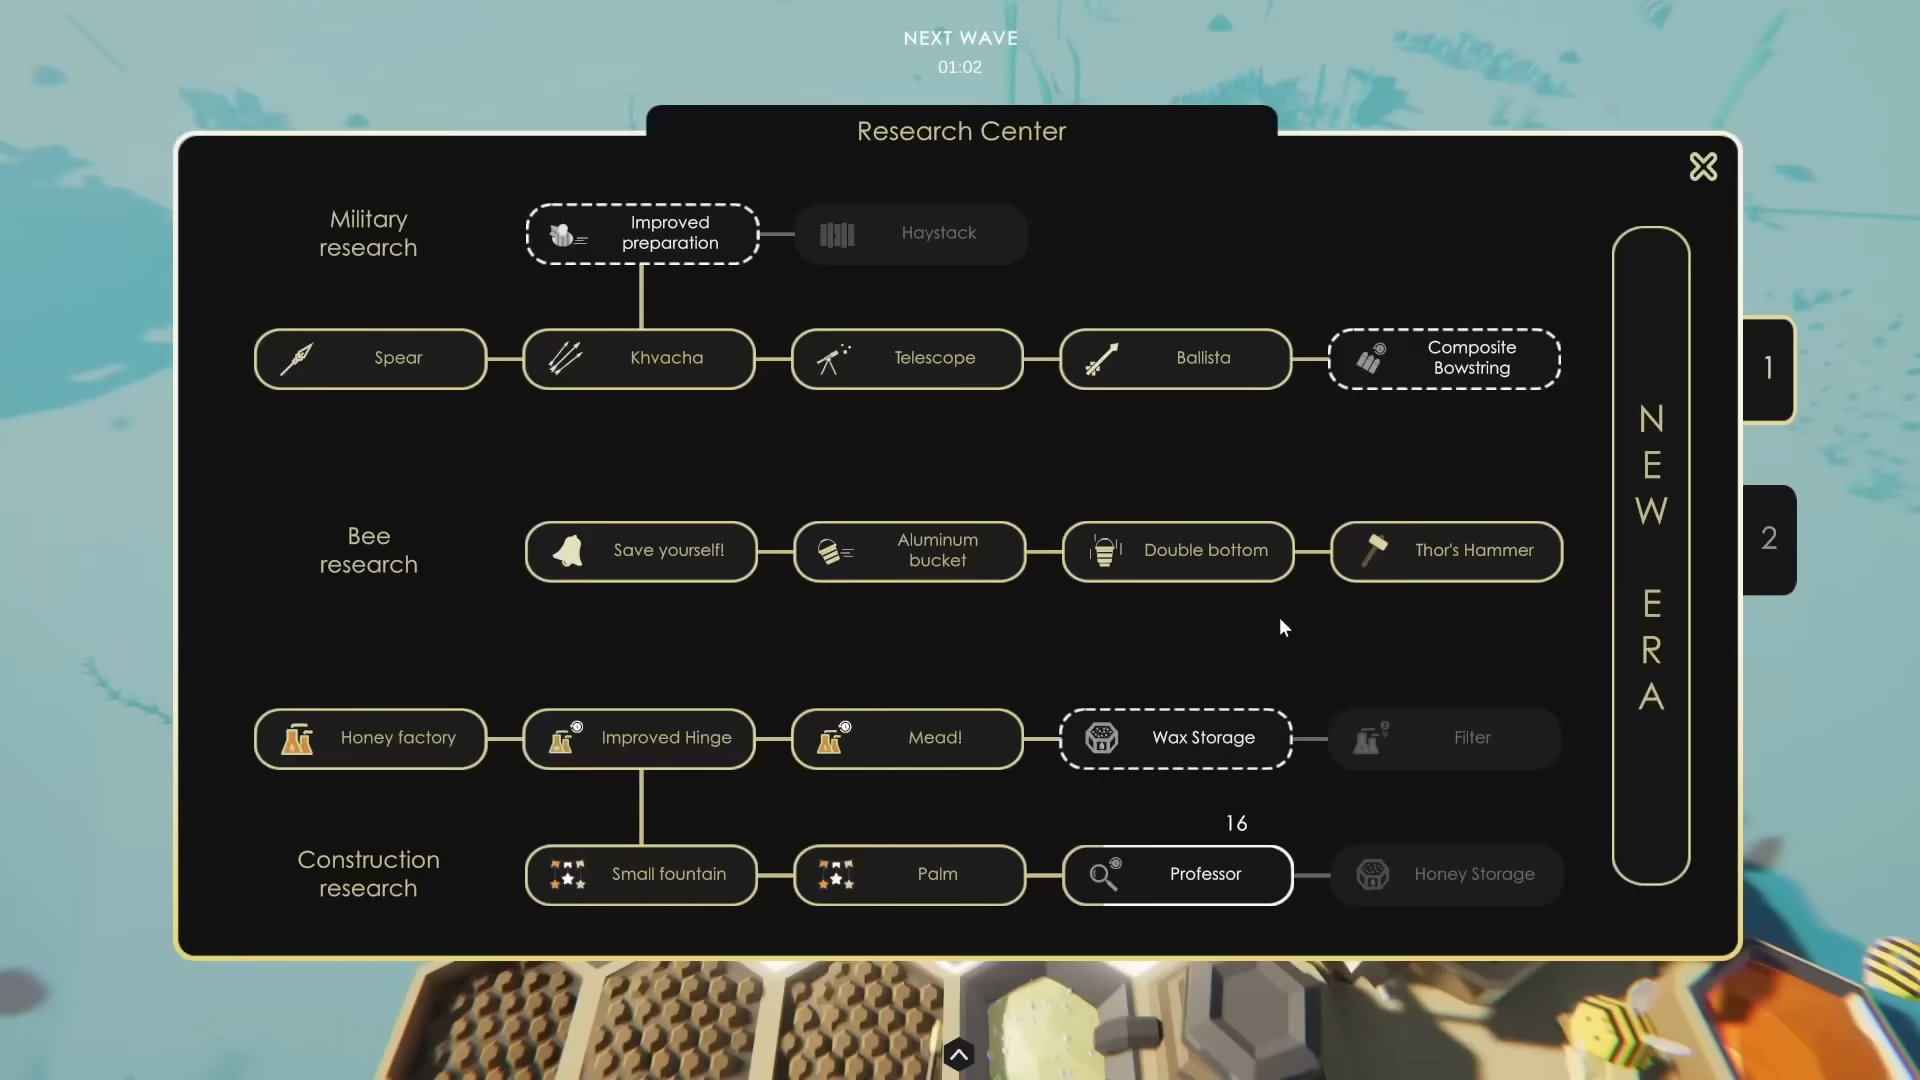 NEXT WAVE
01:02
Research Center
Military
research
Improved
preparation
Haystack
Spear
Khvacha
Telescope
Ballista
Composite
Bowstring
Bee
research
Save yourself!
Aluminum
bucket
Double bottom
Thor's Hammer
Honey factory
Improved Hinge
Mead!
Wax Storage
Filter
16
Construction
research
Small fountain
Palm
Professor
Honey Storage
NEW ERA
1
2